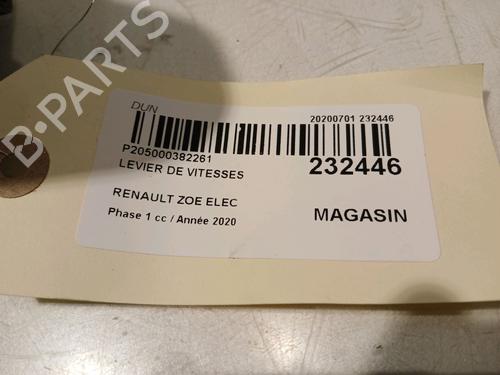 DUN
20200701 232446
P205000382261
LEVIER DE VITESSES
232446
RENAULT ZOE ELEC
Phase 1 cc / Année 2020
MAGASIN
B-PARTS